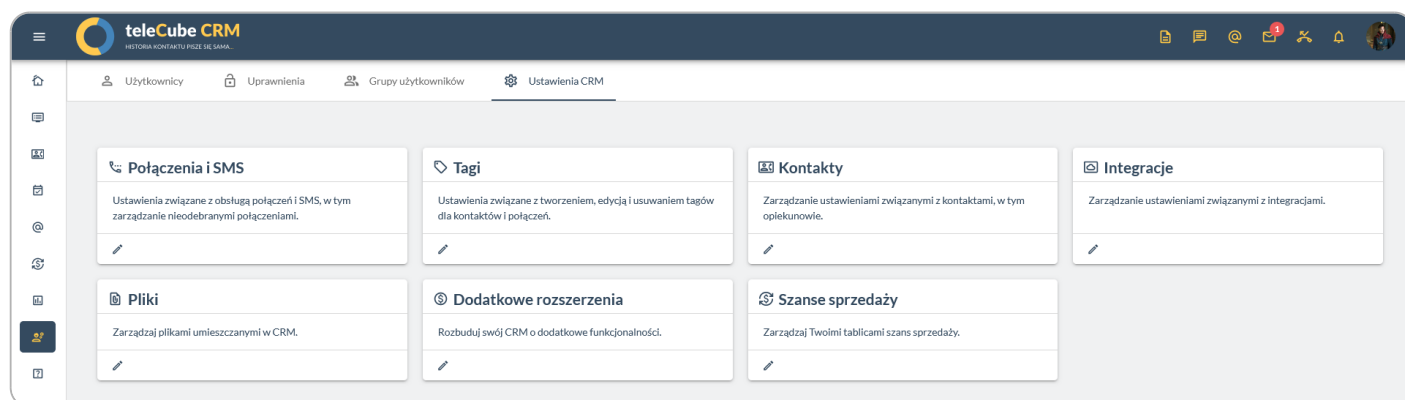 teleCube CRM
HISTORIA KONTAKTU PISZE SIĘ SAMA...
1
Użytkownicy
Uprawnienia
Grupy użytkowników
Ustawienia CRM
Połączenia i SMS
Ustawienia związane z obsługą połączeń i SMS, w tym
zarządzanie nieodebranymi połączeniami.
Tagi
Ustawienia związane z tworzeniem, edycją i usuwaniem tagów
dla kontaktów i połączeń.
Kontakty
Zarządzanie ustawieniami związanymi z kontaktami, w tym
opiekunowie.
Integracje
Zarządzanie ustawieniami związanymi z integracjami.
Pliki
Zarządzaj plikami umieszczanymi w CRM.
Dodatkowe rozszerzenia
Rozbuduj swój CRM o dodatkowe funkcjonalności.
Szanse sprzedaży
Zarządzaj Twoimi tablicami szans sprzedaży.